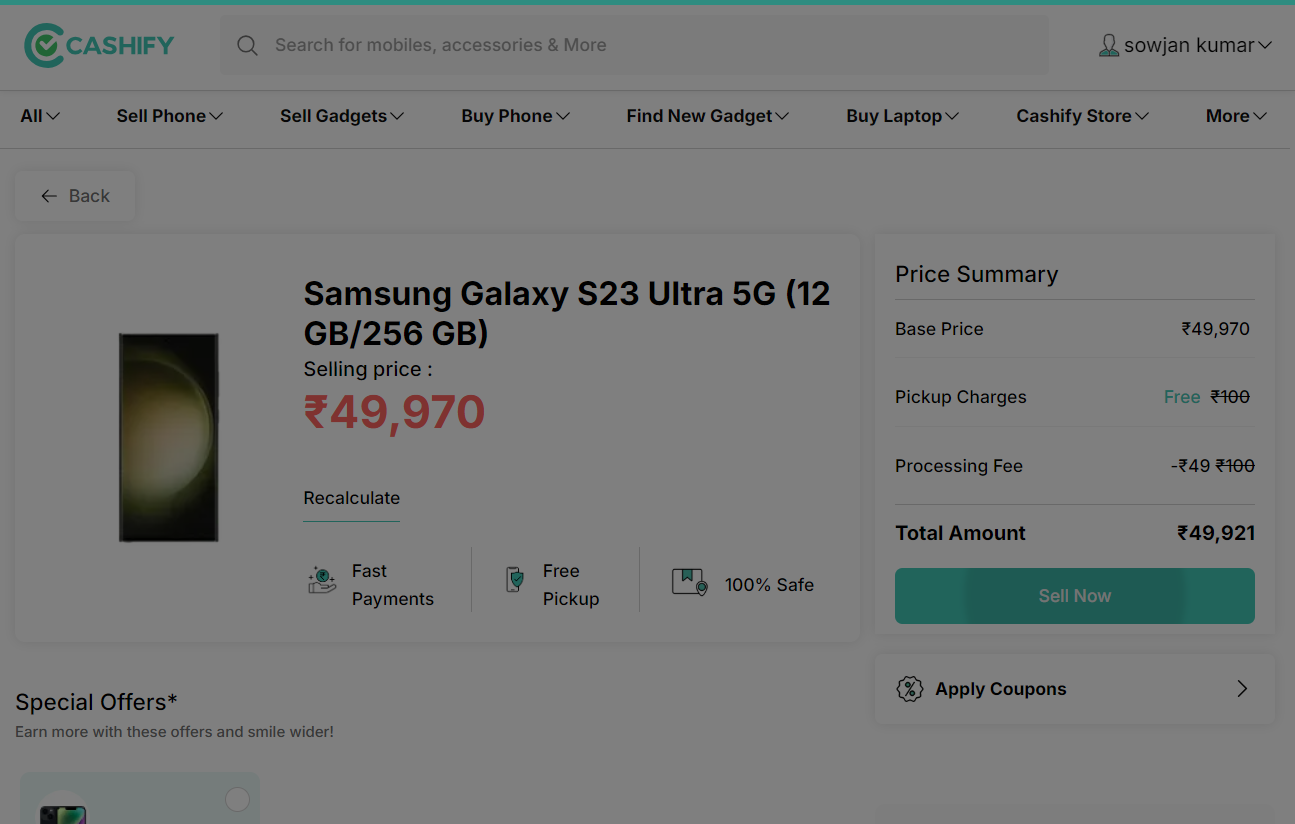 CASHIFY
Search for mobiles, accessories & More
sowjan kumar
All
Sell Phone
Sell Gadgets
Buy Phone
Find New Gadget
Buy Laptop
Cashify Store
More
Back
Samsung Galaxy S23 Ultra 5G (12
GB/256 GB)
Selling price :
₹49,970
Recalculate
Fast
Payments
Free
Pickup
100% Safe
Price Summary
Base Price ₹49,970
Pickup Charges Free ₹100
Processing Fee -₹49 ₹100
Total Amount ₹49,921
Sell Now
Apply Coupons
Special Offers*
Earn more with these offers and smile wider!